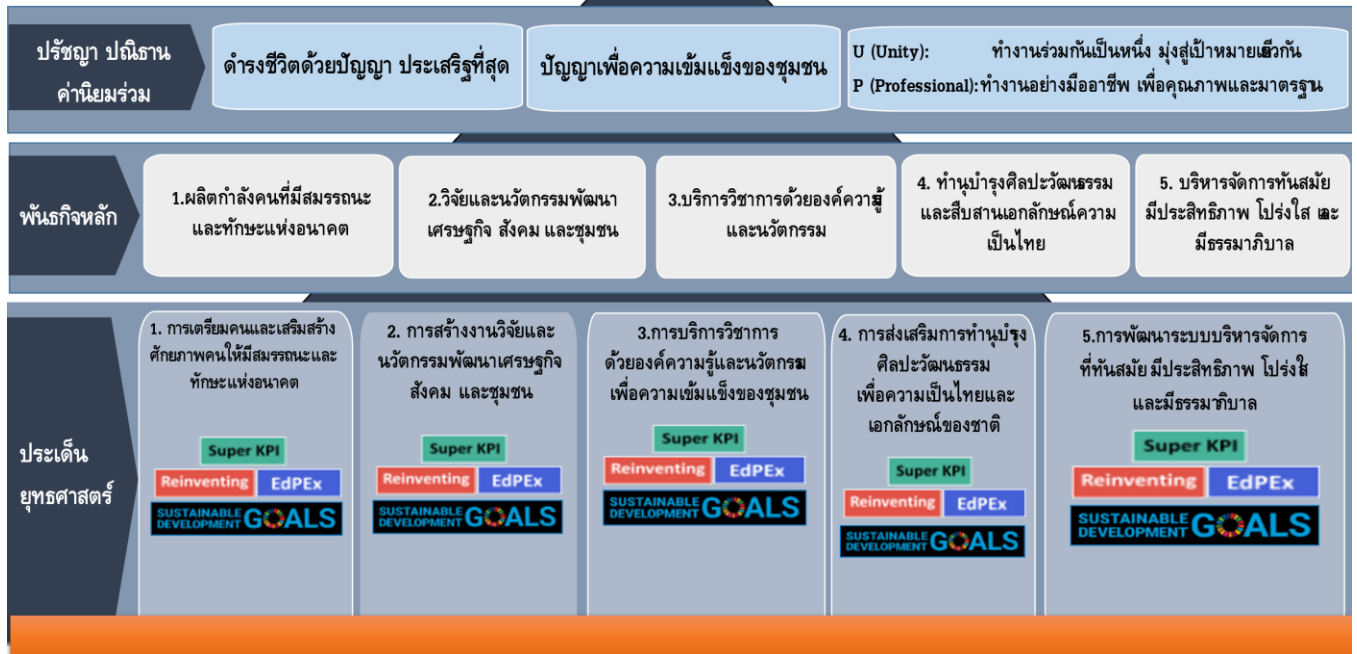 ปรัชญา ปณิธาน
ค่านิยมร่วม
ดำรงชีวิตด้วยปัญญา ประเสริฐที่สุด
ปัญญาเพื่อความเข้มแข็งของชุมชน
U (Unity): ทำงานร่วมกันเป็นหนึ่ง มุ่งสู่เป้าหมายเดียวกัน
P (Professional): ทำงานอย่างมืออาชีพ เพื่อคุณภาพและมาตรฐาน
พันธกิจหลัก
1.ผลิตกำลังคนที่มีสมรรถนะ
และทักษะแห่งอนาคต
2.วิจัยและนวัตกรรมพัฒนา
เศรษฐกิจ สังคม และชุมชน
3.บริการวิชาการด้วยองค์ความรู้
และนวัตกรรม
4. ทำนุบำรุงศิลปะวัฒนธรรม
และสืบสานเอกลักษณ์ความ
เป็นไทย
5. บริหารจัดการทันสมัย
มีประสิทธิภาพ โปร่งใส และ
มีธรรมาภิบาล
ประเด็น
ยุทธศาสตร์
1. การเตรียมคนและเสริมสร้าง
ศักยภาพคนให้มีสมรรถนะและ
ทักษะแห่งอนาคต
Super KPI
Reinventing EdPEx
SUSTAINABLE
DEVELOPMENT GOALS
2. การสร้างงานวิจัยและ
นวัตกรรมพัฒนาเศรษฐกิจ
สังคม และชุมชน
Super KPI
Reinventing EdPEx
SUSTAINABLE
DEVELOPMENT GOALS
3.การบริการวิชาการ
ด้วยองค์ความรู้และนวัตกรรม
เพื่อความเข้มแข็งของชุมชน
Super KPI
Reinventing EdPEx
SUSTAINABLE
DEVELOPMENT GOALS
4. การส่งเสริมการทำนุบำรุง
ศิลปะวัฒนธรรม
เพื่อความเป็นไทยและ
เอกลักษณ์ของชาติ
Super KPI
Reinventing EdPEx
SUSTAINABLE
DEVELOPMENT GOALS
5.การพัฒนาระบบบริหารจัดการ
ที่ทันสมัย มีประสิทธิภาพ โปร่งใส
และมีธรรมาภิบาล
Super KPI
Reinventing EdPEx
SUSTAINABLE
DEVELOPMENT GOALS